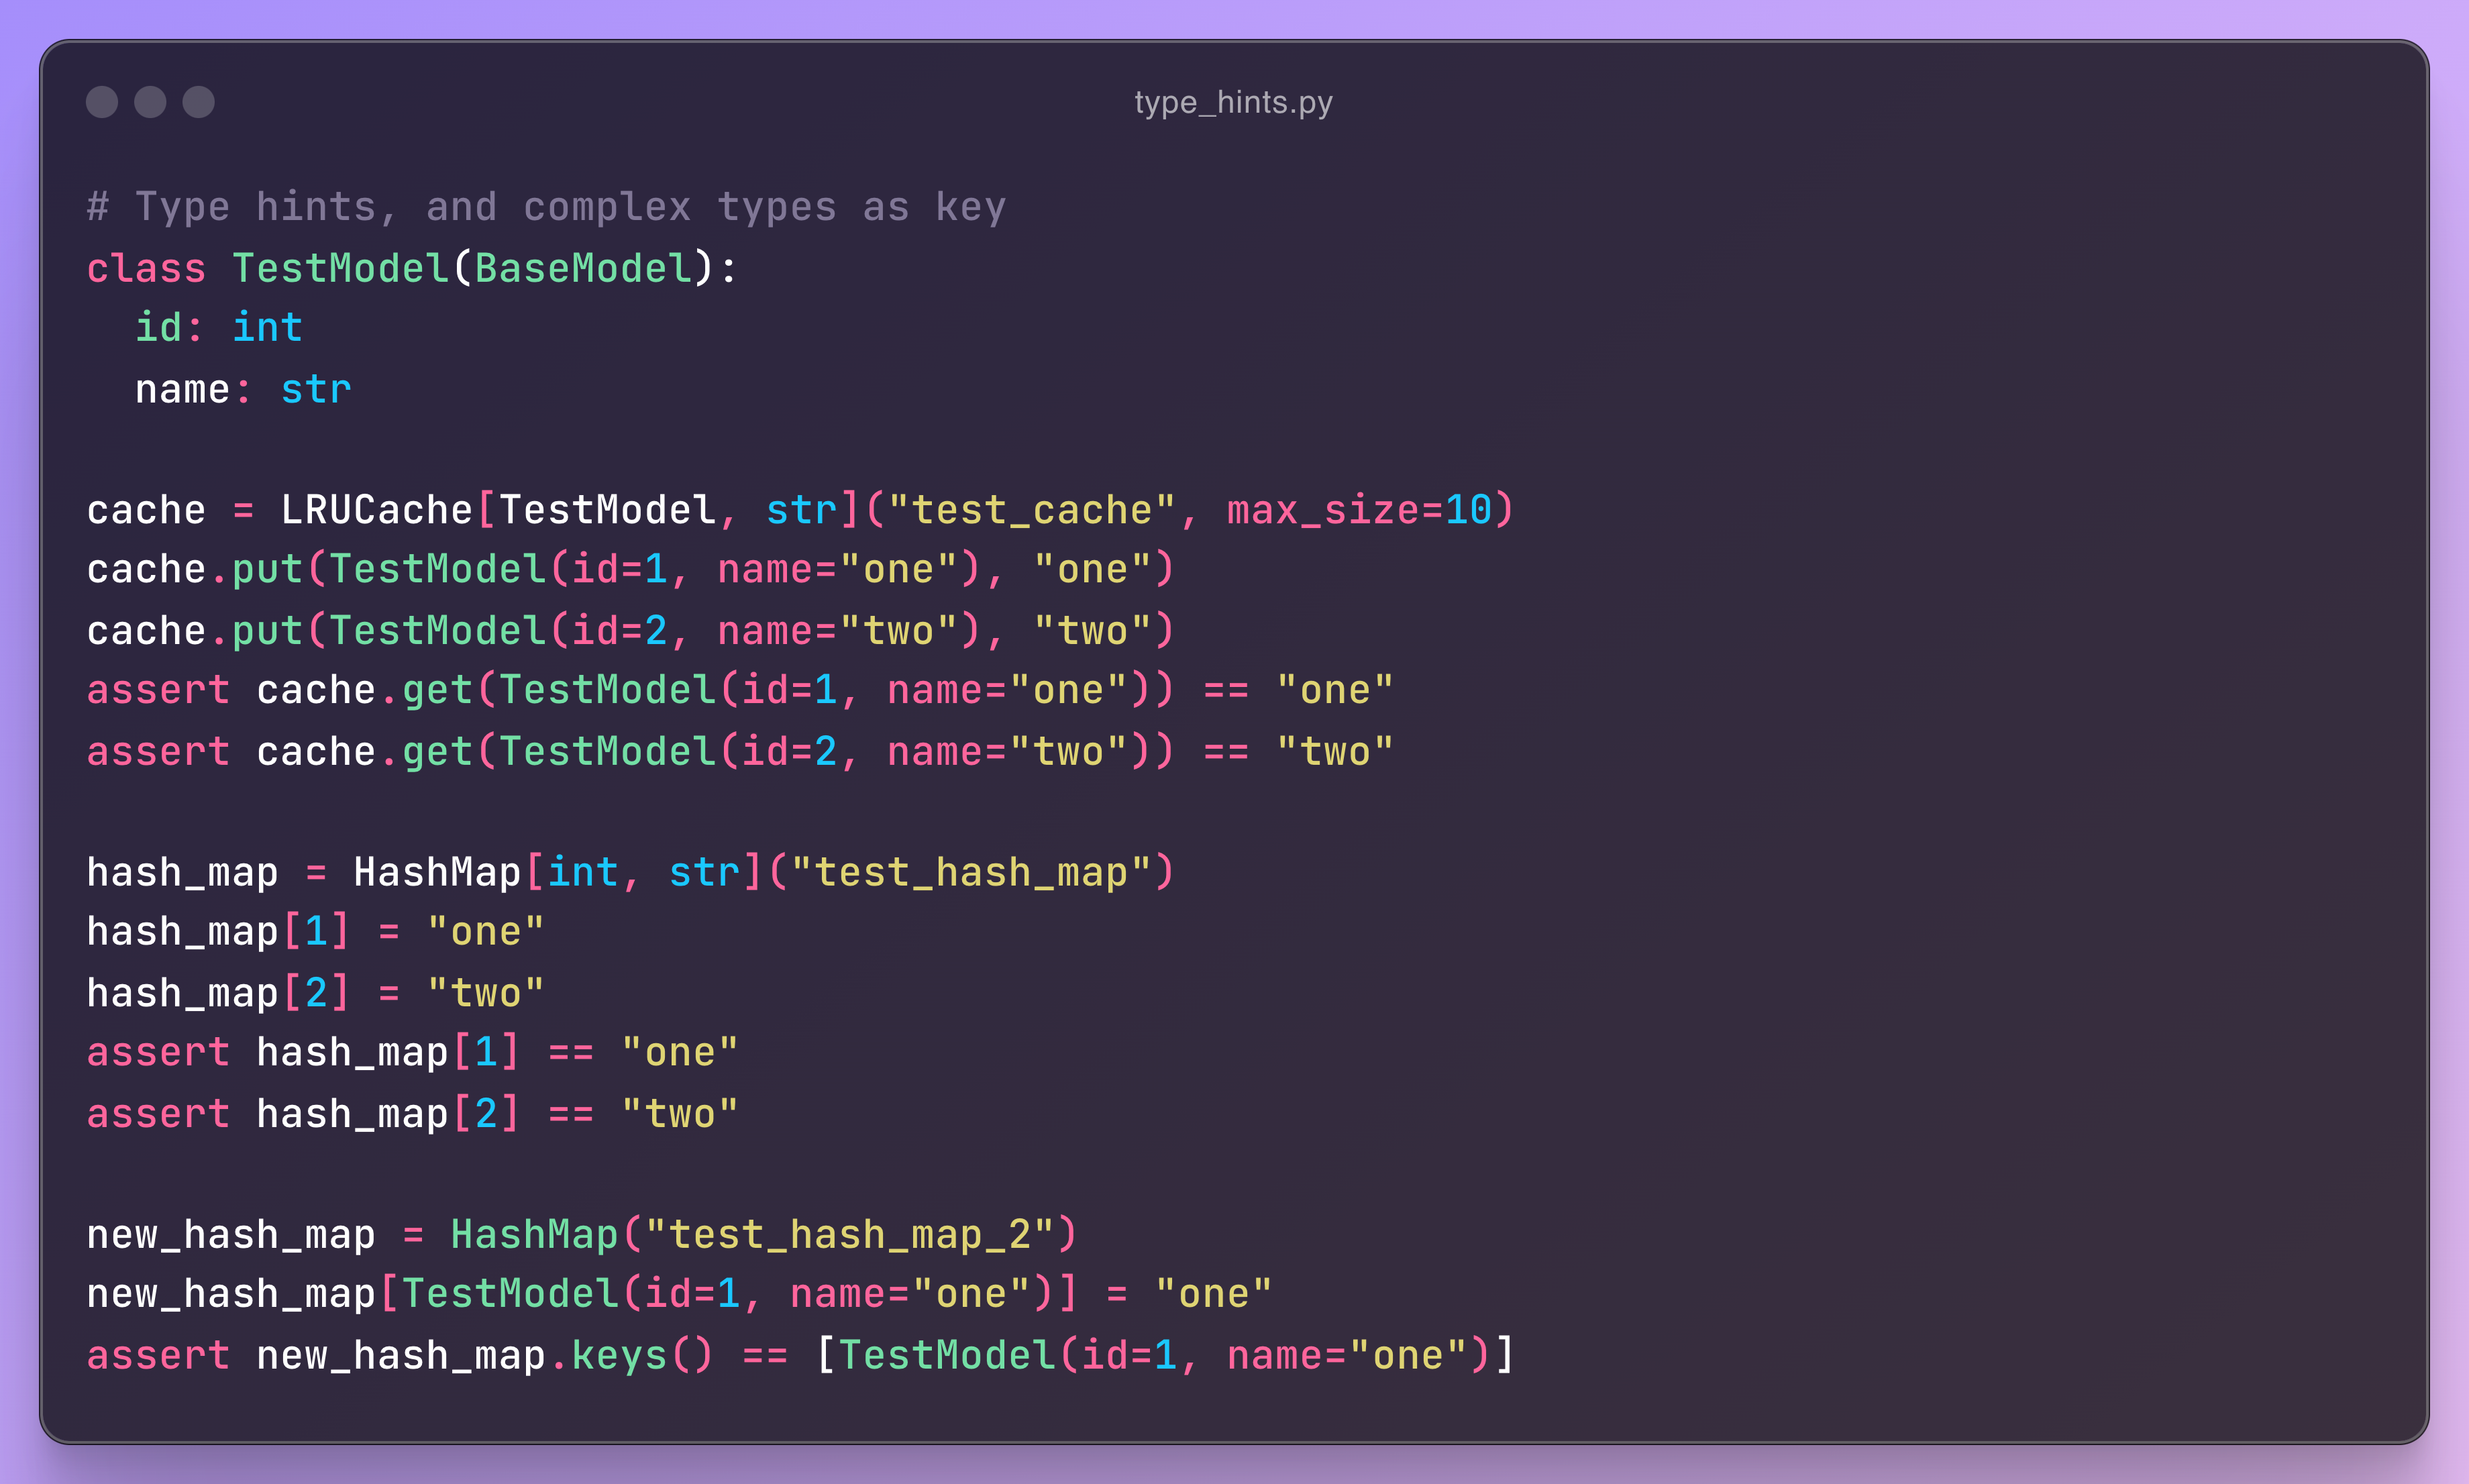 type_hints.py
# Type hints, and complex types as key
class TestModel(BaseModel):
  id: int
  name: str

cache = LRUCache[TestModel, str]("test_cache", max_size=10)
cache.put(TestModel(id=1, name="one"), "one")
cache.put(TestModel(id=2, name="two"), "two")
assert cache.get(TestModel(id=1, name="one")) == "one"
assert cache.get(TestModel(id=2, name="two")) == "two"

hash_map = HashMap[int, str]("test_hash_map")
hash_map[1] = "one"
hash_map[2] = "two"
assert hash_map[1] == "one"
assert hash_map[2] == "two"

new_hash_map = HashMap("test_hash_map_2")
new_hash_map[TestModel(id=1, name="one")] = "one"
assert new_hash_map.keys() == [TestModel(id=1, name="one")]